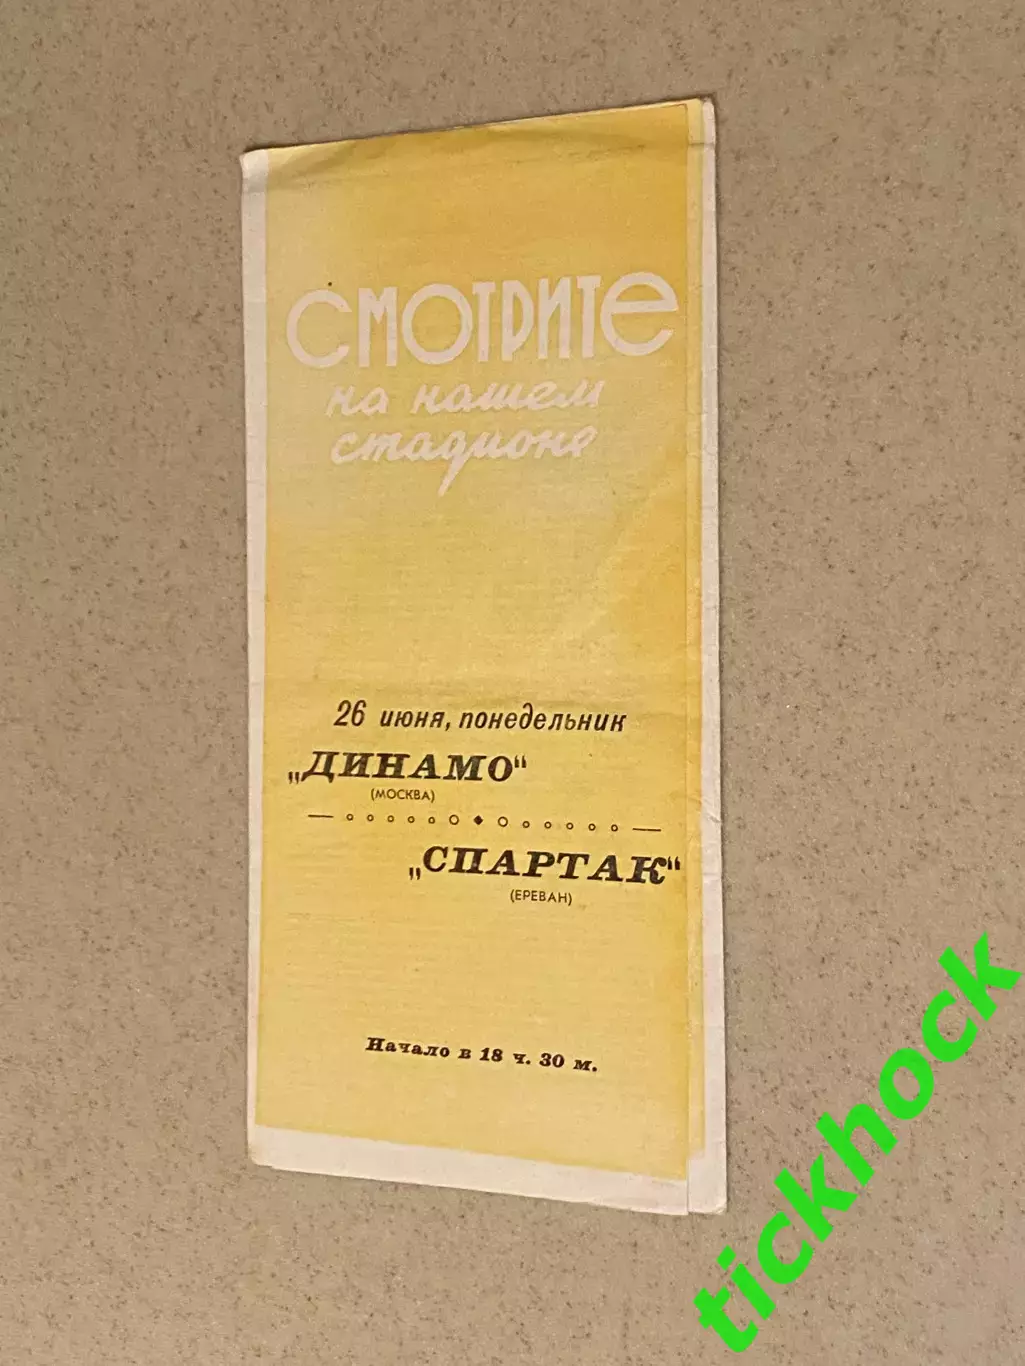 СМОТРИТЕ
на нашем
стадионе
26 июня, понедельник
„ДИНАМО“
(МОСКВА)
„СПАРТАК“
(ЕРЕВАН)
Начало в 18 ч. 30 м.
tickhock